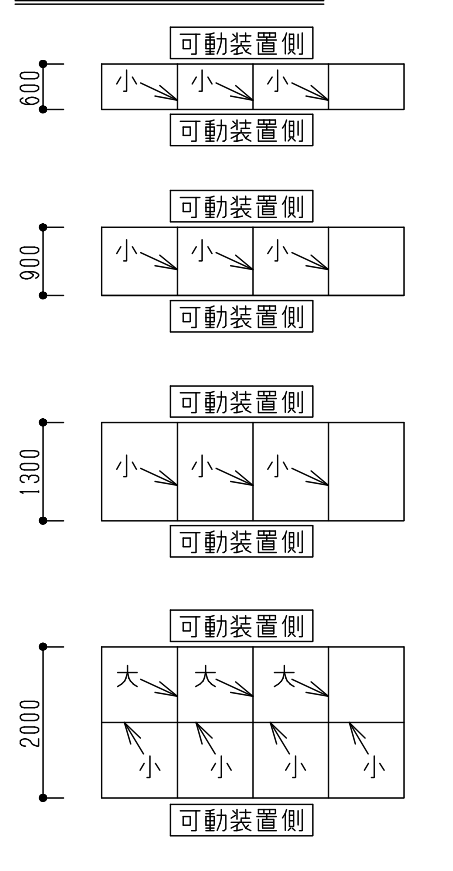 可動装置側
600
小 小 小
可動装置側
可動装置側
900
小 小 小
可動装置側
可動装置側
1300
小 小 小
可動装置側
可動装置側
2000
大 大 大
小 小 小 小
可動装置側